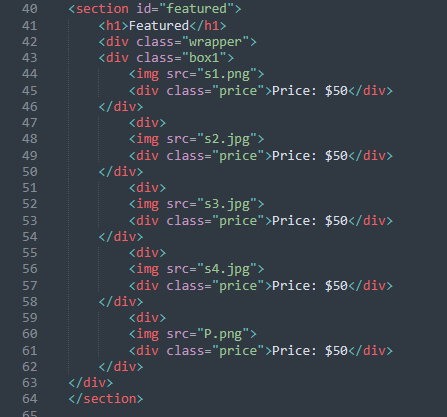 40 <section id="featured">
41 <h1>Featured</h1>
42 <div class="wrapper">
43 <div class="box1">
44 <img src="s1.png">
45 <div class="price">Price: $50</div>
46 </div>
47 <div>
48 <img src="s2.jpg">
49 <div class="price">Price: $50</div>
50 </div>
51 <div>
52 <img src="s3.jpg">
53 <div class="price">Price: $50</div>
54 </div>
55 <div>
56 <img src="s4.jpg">
57 <div class="price">Price: $50</div>
58 </div>
59 <div>
60 <img src="P.png">
61 <div class="price">Price: $50</div>
62 </div>
63 </div>
64 </section>
65